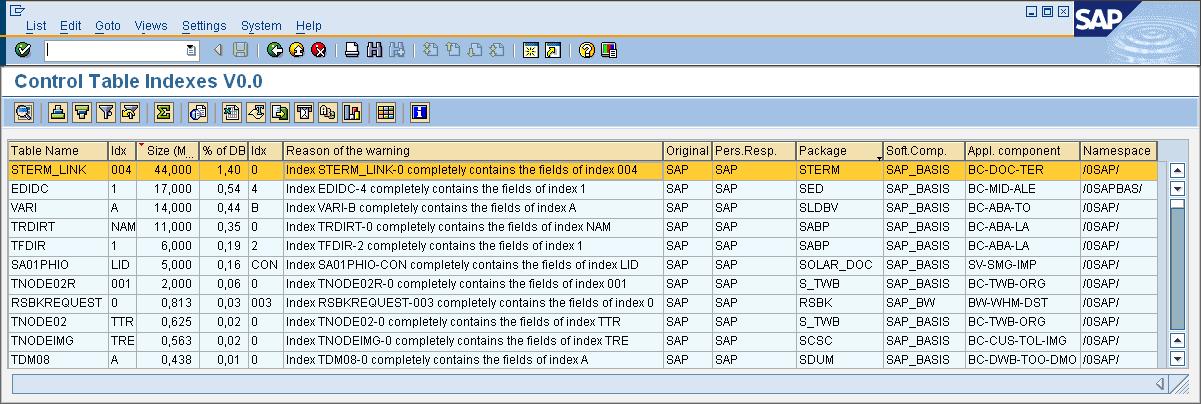 List Edit Goto Views Settings System Help
SAP
Control Table Indexes V0.0
Table Name Idx Size (M... % of DB Idx Reason of the warning Original Pers.Resp. Package Soft.Comp. Appl. component Namespace
STERM_LINK 004 44,000 1,40 0 Index STERM_LINK-0 completely contains the fields of index 004 SAP SAP STERM SAP_BASIS BC-DOC-TER /0SAP/
EDIDC 1 17,000 0,54 4 Index EDIDC-4 completely contains the fields of index 1 SAP SAP SED SAP_BASIS BC-MID-ALE /0SAPBAS/
VARI A 14,000 0,44 B Index VARI-B completely contains the fields of index A SAP SAP SLDBV SAP_BASIS BC-ABA-TO /0SAP/
TRDIRT NAM 11,000 0,35 0 Index TRDIRT-0 completely contains the fields of index NAM SAP SAP SABP SAP_BASIS BC-ABA-LA /0SAP/
TFDIR 1 6,000 0,19 2 Index TFDIR-2 completely contains the fields of index 1 SAP SAP SABP SAP_BASIS BC-ABA-LA /0SAP/
SA01PHIO LID 5,000 0,16 CON Index SA01PHIO-CON completely contains the fields of index LID SAP SAP SOLAR_DOC SAP_BASIS SV-SMG-IMP /0SAP/
TNODE02R 001 2,000 0,06 0 Index TNODE02R-0 completely contains the fields of index 001 SAP SAP S_TWB SAP_BASIS BC-TWB-ORG /0SAP/
RSBKREQUEST 0 0,813 0,03 003 Index RSBKREQUEST-003 completely contains the fields of index 0 SAP SAP RSBK SAP_BW BW-WHM-DST /0SAP/
TNODE02 TTR 0,625 0,02 0 Index TNODE02-0 completely contains the fields of index TTR SAP SAP S_TWB SAP_BASIS BC-TWB-ORG /0SAP/
TNODEIMG TRE 0,563 0,02 0 Index TNODEIMG-0 completely contains the fields of index TRE SAP SAP SCSC SAP_BASIS BC-CUS-TOL-IMG /0SAP/
TDM08 A 0,438 0,01 0 Index TDM08-0 completely contains the fields of index A SAP SAP SDUM SAP_BASIS BC-DWB-TOO-DMO /0SAP/